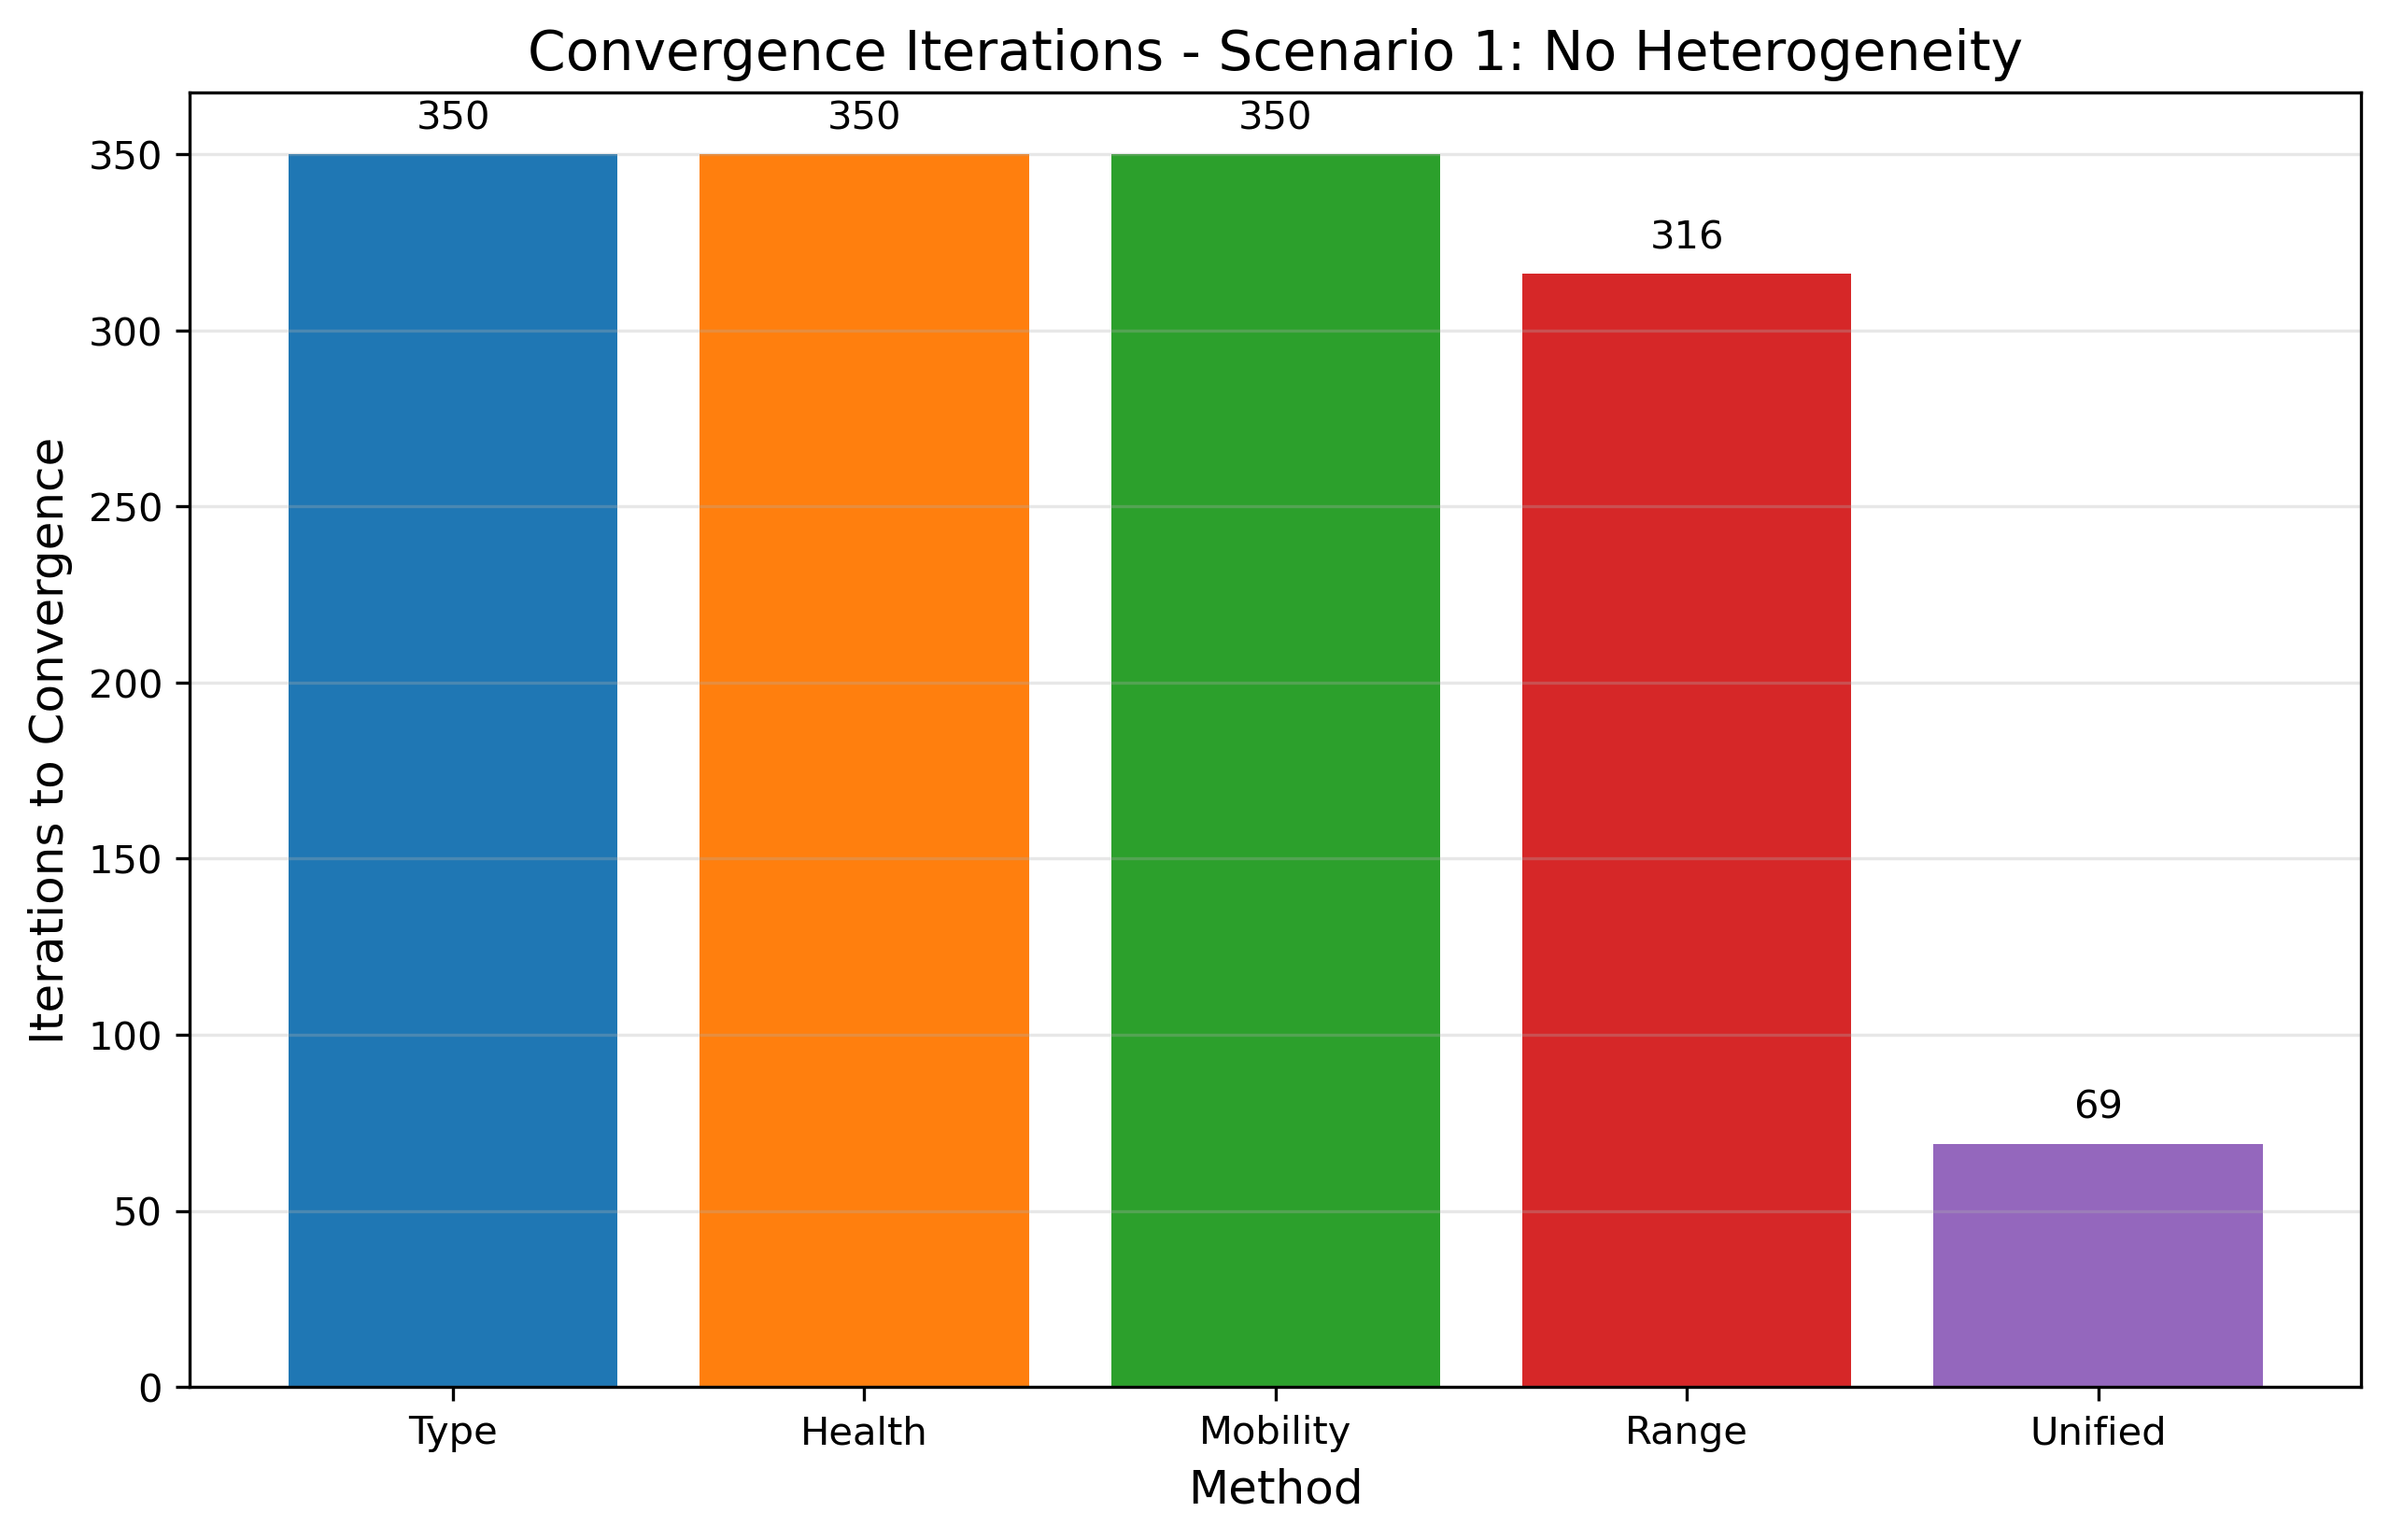 Convergence Iterations - Scenario 1: No Heterogeneity
350 350 350
316
69
350
300
250
200
150
100
50
0
Iterations to Convergence
Type Health Mobility Range Unified
Method